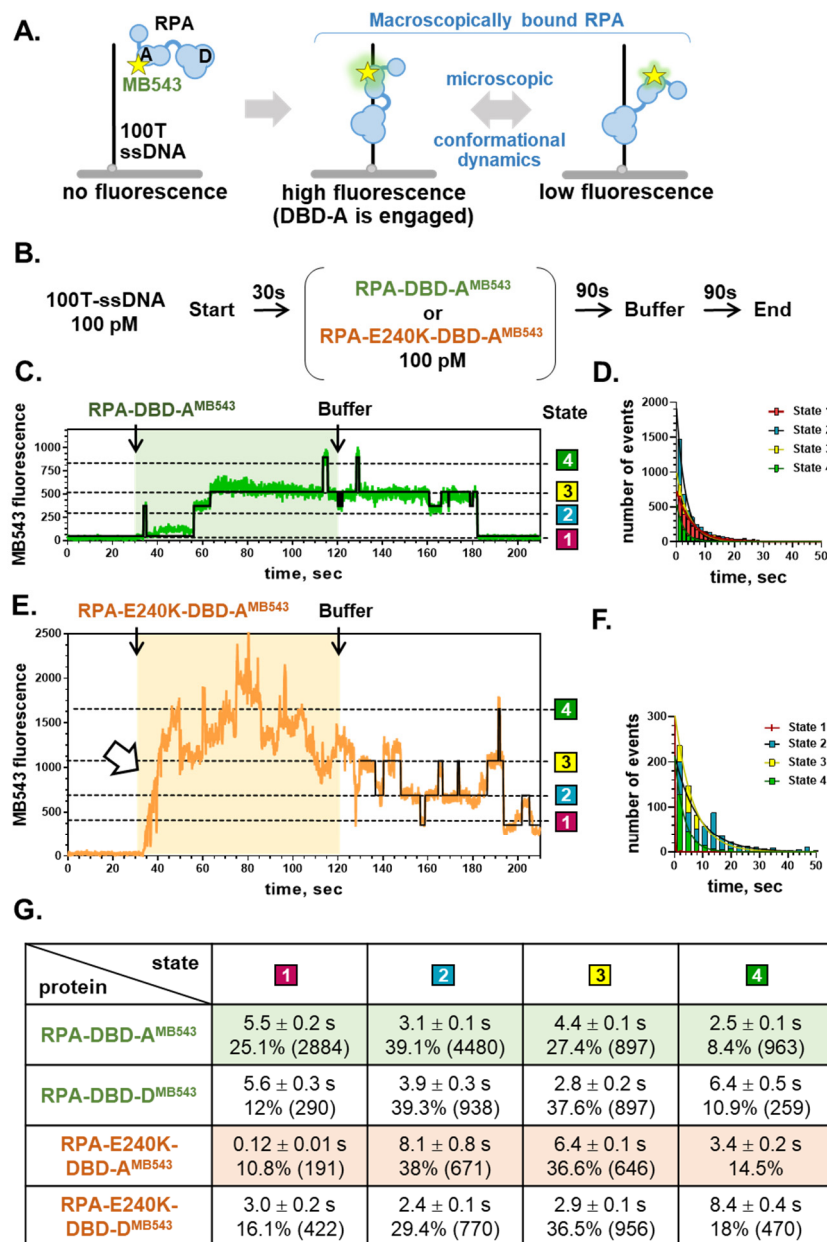 A.
RPA
A
D
MB543
100T
ssDNA
no fluorescence
Macroscopically bound RPA
microscopic
conformational
dynamics
high fluorescence
(DBD-A is engaged)
low fluorescence
B.
100T-ssDNA
100 pM
Start
30s
RPA-DBD-A^MB543
or
RPA-E240K-DBD-A^MB543
100 pM
90s
Buffer
90s
End
C.
RPA-DBD-A^MB543
Buffer
State
MB543 fluorescence
1000
750
500
250
0
4
3
2
1
0 20 40 60 80 100 120 140 160 180 200
time, sec
D.
number of events
2000
1500
1000
500
0
State 1
State 2
State 3
State 4
0 10 20 30 40 50
time, sec
E.
RPA-E240K-DBD-A^MB543
Buffer
MB543 fluorescence
2500
2000
1500
1000
500
0
4
3
2
1
0 20 40 60 80 100 120 140 160 180 200
time, sec
F.
number of events
300
200
100
0
State 1
State 2
State 3
State 4
0 10 20 30 40 50
time, sec
G.
state
protein
1 2 3 4
RPA-DBD-A^MB543
5.5 ± 0.2 s
25.1% (2884)
3.1 ± 0.1 s
39.1% (4480)
4.4 ± 0.1 s
27.4% (897)
2.5 ± 0.1 s
8.4% (963)
RPA-DBD-D^MB543
5.6 ± 0.3 s
12% (290)
3.9 ± 0.3 s
39.3% (938)
2.8 ± 0.2 s
37.6% (897)
6.4 ± 0.5 s
10.9% (259)
RPA-E240K-
DBD-A^MB543
0.12 ± 0.01 s
10.8% (191)
8.1 ± 0.8 s
38% (671)
6.4 ± 0.1 s
36.6% (646)
3.4 ± 0.2 s
14.5%
RPA-E240K-
DBD-D^MB543
3.0 ± 0.2 s
16.1% (422)
2.4 ± 0.1 s
29.4% (770)
2.9 ± 0.1 s
36.5% (956)
8.4 ± 0.4 s
18% (470)